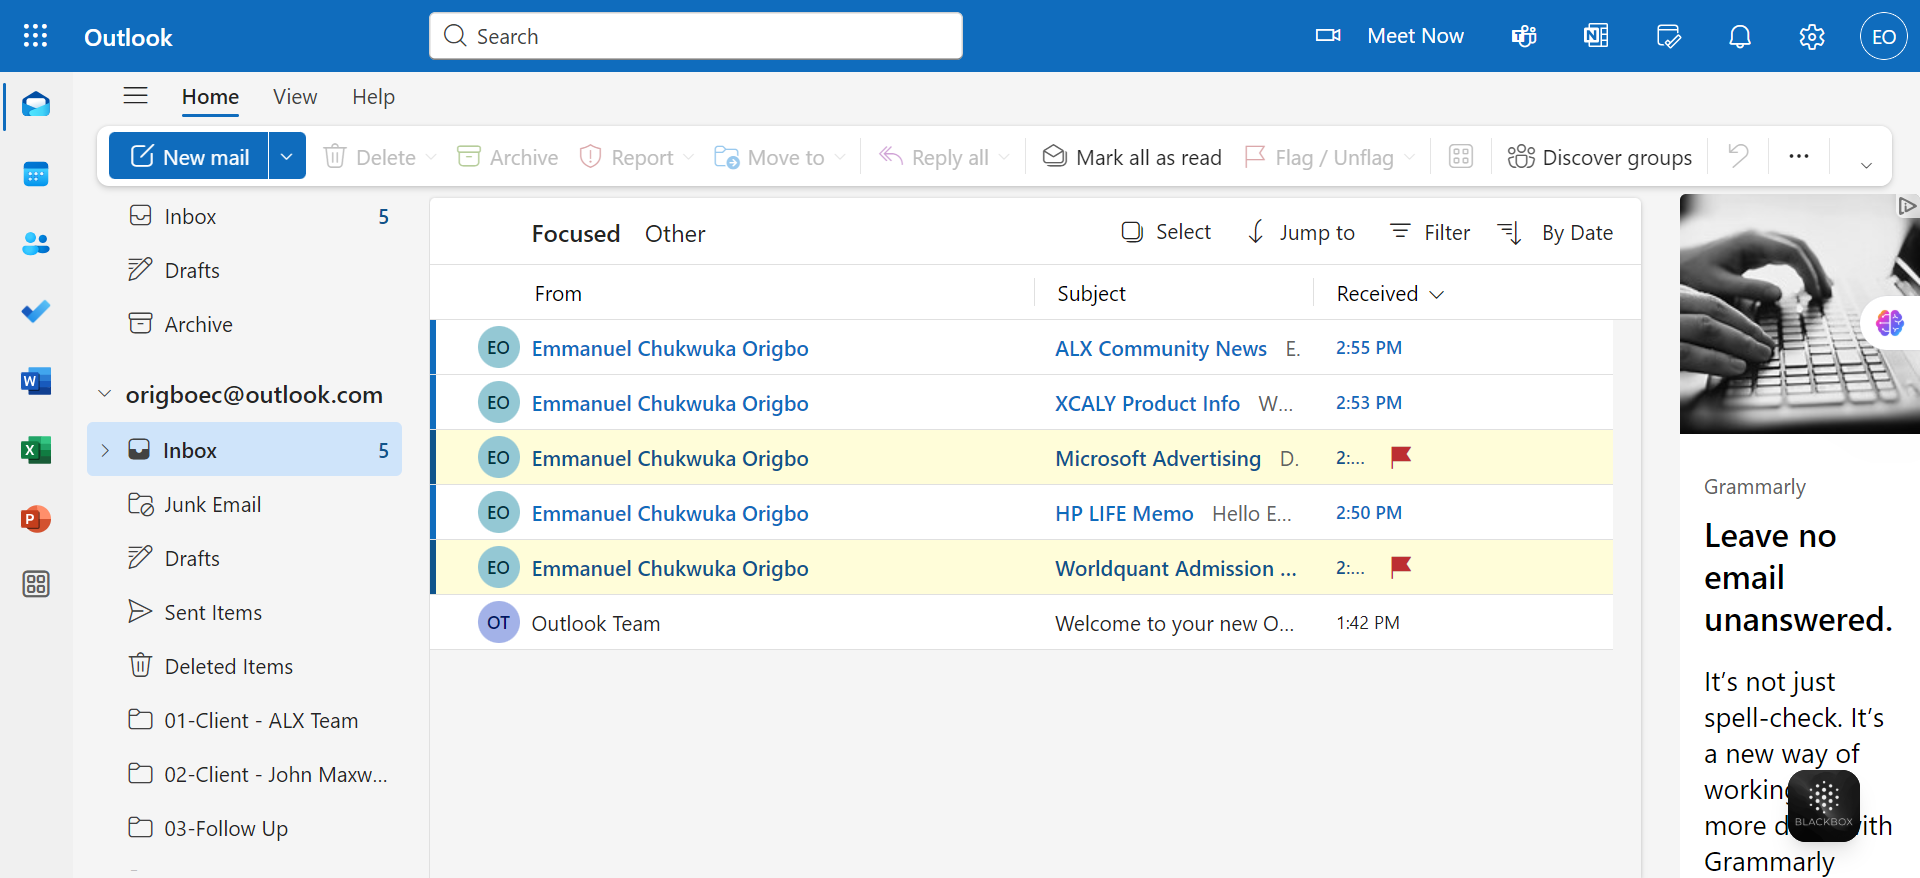 Outlook
Search
Meet Now
EO
Home View Help
New mail Delete Archive Report Move to Reply all Mark all as read Flag / Unflag Discover groups
Inbox 5
Drafts
Archive
origboec@outlook.com
Inbox 5
Junk Email
Drafts
Sent Items
Deleted Items
01-Client - ALX Team
02-Client - John Maxw...
03-Follow Up
Focused Other Select Jump to Filter By Date
From Subject Received
EO Emmanuel Chukwuka Origbo ALX Community News E. 2:55 PM
EO Emmanuel Chukwuka Origbo XCALY Product Info W... 2:53 PM
EO Emmanuel Chukwuka Origbo Microsoft Advertising D. 2:...
EO Emmanuel Chukwuka Origbo HP LIFE Memo Hello E... 2:50 PM
EO Emmanuel Chukwuka Origbo Worldquant Admission ... 2:...
OT Outlook Team Welcome to your new O... 1:42 PM
Grammarly
Leave no
email
unanswered.
It’s not just
spell-check. It’s
a new way of
working
more d ith
Grammarly
BLACKBOX
W
X
P
N